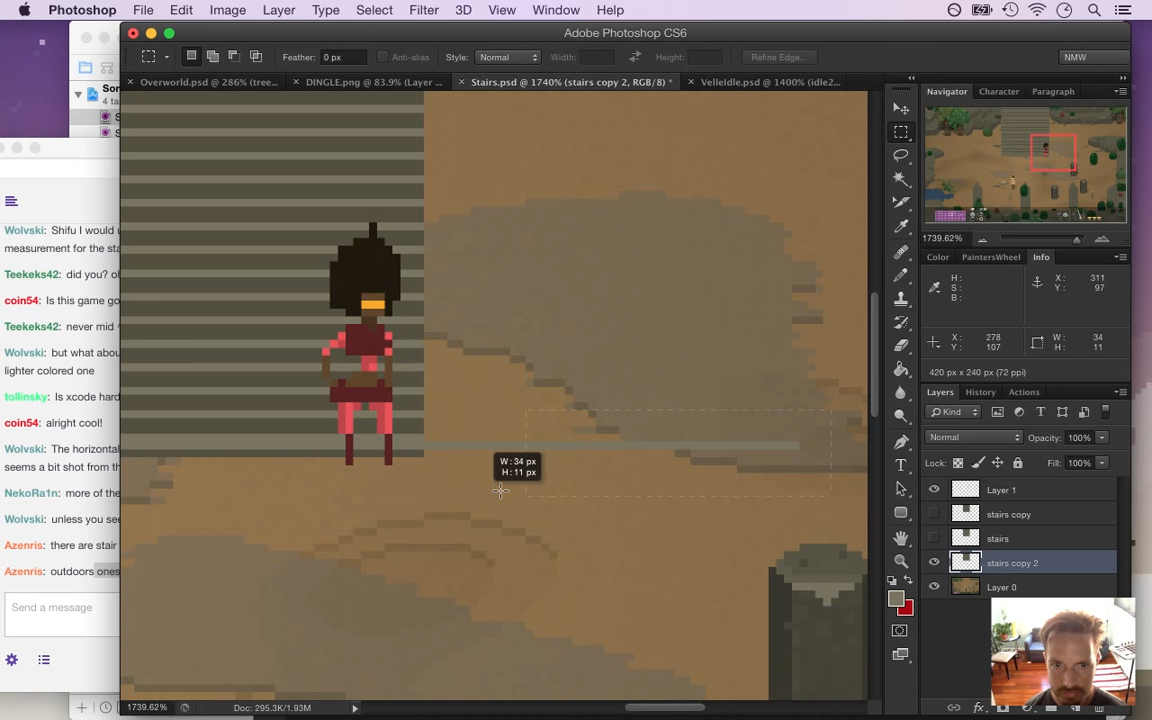 Photoshop File Edit Image Layer Type Select Filter 3D View Window Help
Adobe Photoshop CS6
Feather: 0 px Anti-alias Style: Normal Width: Height: Refine Edge... NMW
Overworld.psd @ 286% (tree... DINGLE.png @ 83.9% (Layer ... Stairs.psd @ 1740% (stairs copy 2, RGB/8) * VelleIdle.psd @ 1400% (idle2...
Navigator Character Paragraph
1739.62%
Color PaintersWheel Info
H:
S:
B:
X: 311
Y: 97
X: 278
Y: 107
W: 34
H: 11
420 px x 240 px (72 ppi)
Layers History Actions
Kind
Normal Opacity: 100%
Lock: Fill: 100%
Layer 1
stairs copy
stairs
stairs copy 2
Layer 0
W: 34 px
H: 11 px
Wolvski: Shifu I would
measurement for the sta
Teekeks42: did you? oh
coin54: Is this game go
Teekeks42: never mid
Wolvski: but what abou
lighter colored one
tollinsky: Is xcode hard
coin54: alright cool!
Wolvski: The horizontal
seems a bit shot from th
NekoRa1n: more of the
Wolvski: unless you see
Azenris: there are stair
Azenris: outdoors ones
Send a message
1739.62% Doc: 295.3K/1.93M